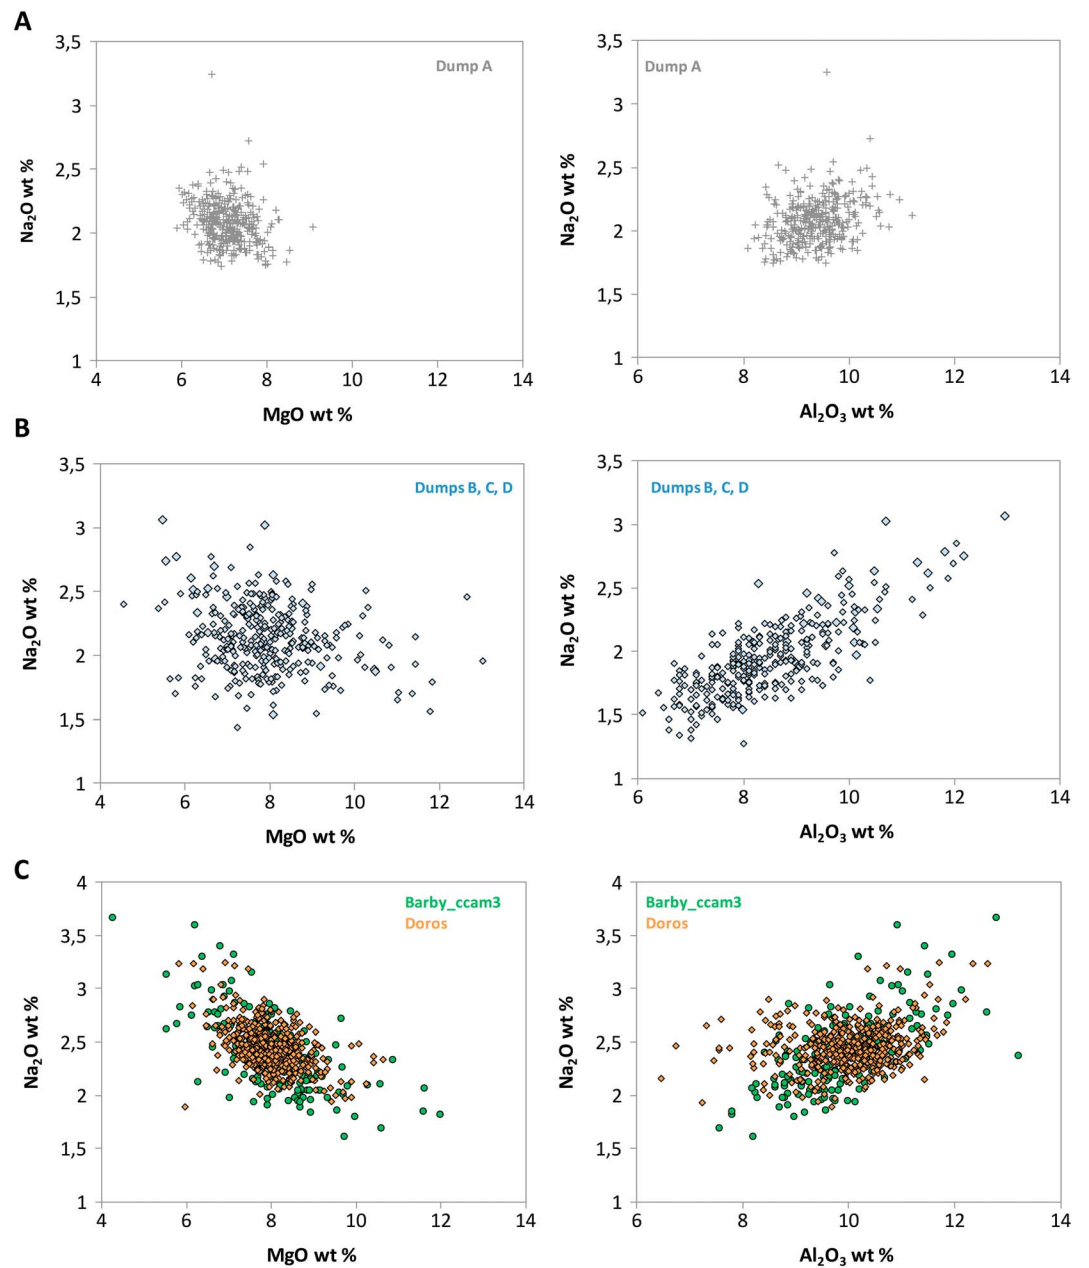 A
3,5
3
2,5
2
1,5
1
Na2O wt %
4 6 8 10 12 14
MgO wt %
Dump A
3,5
3
2,5
2
1,5
1
Na2O wt %
6 8 10 12 14
Al2O3 wt %
Dump A
B
3,5
3
2,5
2
1,5
1
Na2O wt %
4 6 8 10 12 14
MgO wt %
Dumps B, C, D
3,5
3
2,5
2
1,5
1
Na2O wt %
6 8 10 12 14
Al2O3 wt %
Dumps B, C, D
C
4
3,5
3
2,5
2
1,5
1
Na2O wt %
4 6 8 10 12 14
MgO wt %
Barby_ccam3
Doros
4
3,5
3
2,5
2
1,5
1
Na2O wt %
6 8 10 12 14
Al2O3 wt %
Barby_ccam3
Doros